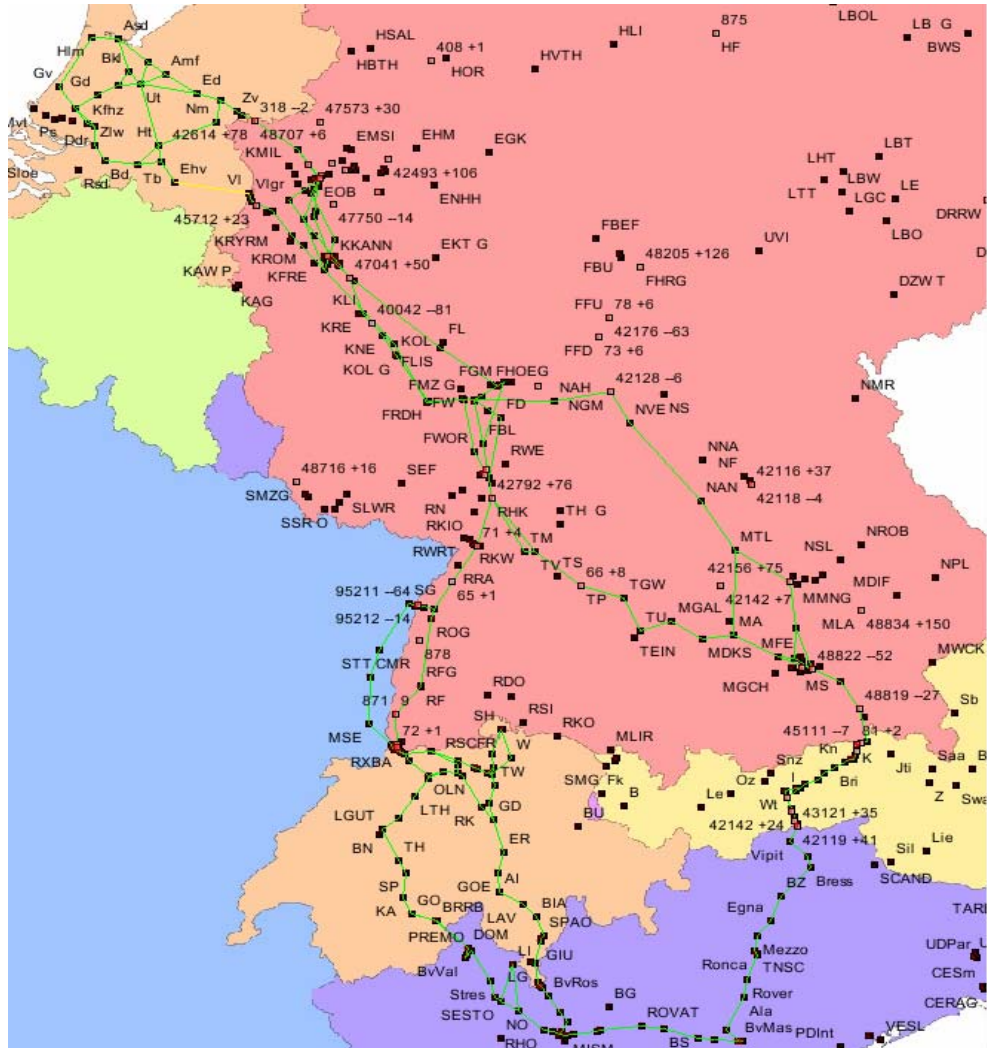 Asd
Hlm
Bkl
Amf
Gv
Gd
Ed
Ut
Nm
Zv
318 --2
Kfhz
Ps
Zlw
Ht
42614 +78
Ddr
Sloe
Rsd
Bd
Tb
Ehv
Vl
Vlgr
HSAL
HBTH
408 +1
HOR
HVTH
HLI
875
HF
LBOL
LB G
BWS
47573 +30
48707 +6
EMSI
EHM
EGK
KMIL
42493 +106
EOB
ENHH
47750 --14
45712 +23
KRYRM
KROM
KKANN
EKT G
KFRE
47041 +50
KAW P
KAG
LBT
LHT
LBW
LE
LTT
LGC
DRRW
LBO
UVI
FBEF
48205 +126
FBU
FHRG
DZW T
KLI
40042 --81
KRE
KNE
KOL
FL
KOL G
FLIS
FFU
78 +6
42176 --63
FFD
73 +6
FGM
FHOEG
FMZ G
NAH
42128 --6
FW
FD
NGM
NVE
NS
NMR
FRDH
FBL
FWOR
RWE
NNA
NF
42116 +37
NAN
42118 --4
48716 +16
SEF
SMZG
SLWR
SSR O
42792 +76
RN
RHK
TH G
RKIO
71 +4
TM
RWRT
RKW
TV
TS
MTL
NSL
NROB
66 +8
42156 +75
NPL
RRA
65 +1
TP
TGW
MDIF
MMNG
95211 --64
SG
MGAL
42142 +7
95212 --14
TU
MA
MLA
48834 +150
ROG
TEIN
MDKS
MFE
878
48822 --52
STT
CMR
RFG
MGCH
MS
MWCK
871
9
RF
RDO
48819 --27
Sb
MSE
72 +1
SH
RSI
RKO
45111 --7
81 +2
RXBA
RSCFR
W
MLIR
Kn
K
Jti
Saa
TW
SMG
Fk
Oz
Snz
I
Bri
Z
Swa
OLN
LTH
RK
GD
B
Le
Wt
LGUT
BU
43121 +35
42142 +24
42119 +41
BN
TH
ER
Vipit
Sil
Lie
SP
GOE
AI
BZ
Bress
SCAND
KA
GO
BRRB
BIA
Egna
LAV
SPAO
TARI
PREMO
DOM
LI
GIU
Mezzo
UDPar
BvVal
Ronca
TNSC
CESm
LG
BvRos
Stres
BG
Rover
CERAG
SESTO
Ala
NO
ROVAT
BvMas
PDInt
VESL
RHO
MISM
BS